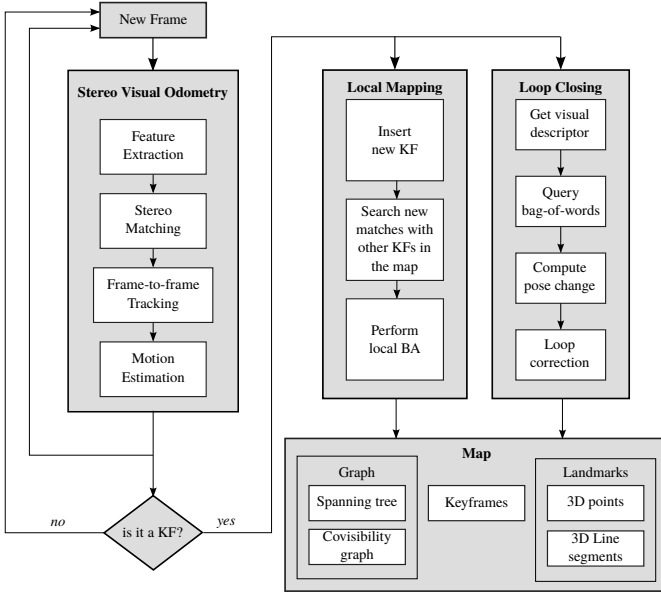 New Frame
Stereo Visual Odometry
Feature
Extraction
Stereo
Matching
Frame-to-frame
Tracking
Motion
Estimation
is it a KF?
no
yes
Local Mapping
Insert
new KF
Search new
matches with
other KFs in
the map
Perform
local BA
Loop Closing
Get visual
descriptor
Query
bag-of-words
Compute
pose change
Loop
correction
Map
Graph
Spanning tree
Covisibility
graph
Keyframes
Landmarks
3D points
3D Line
segments